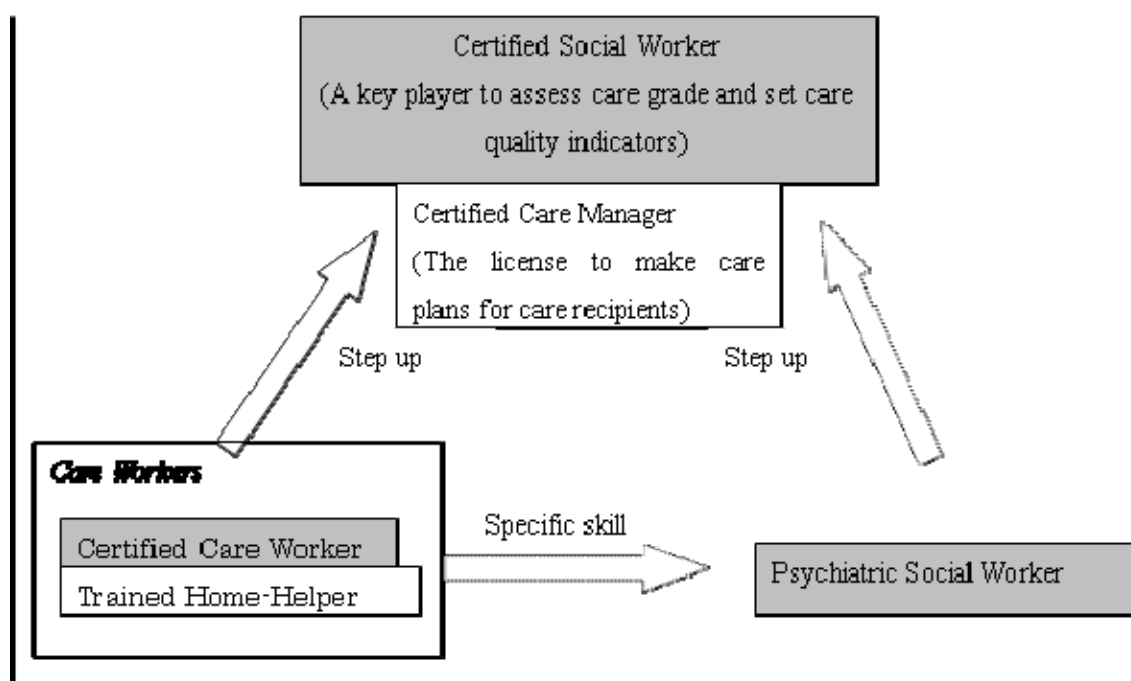 Certified Social Worker
(A key player to assess care grade and set care
quality indicators)
Certified Care Manager
(The license to make care
plans for care recipients)
Step up
Step up
Care Workers
Certified Care Worker
Trained Home-Helper
Specific skill
Psychiatric Social Worker